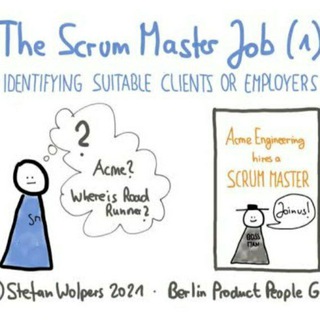 The Scrum Master Job (1)
IDENTIFYING SUITABLE CLIENTS OR EMPLOYERS
?
Acme?
Where is Road
Runner?
Sm
Acme Engineering
hires a
SCRUM MASTER
Join us!
BOSS
MAN
) Stefan Wolpers 2021 · Berlin Product People G